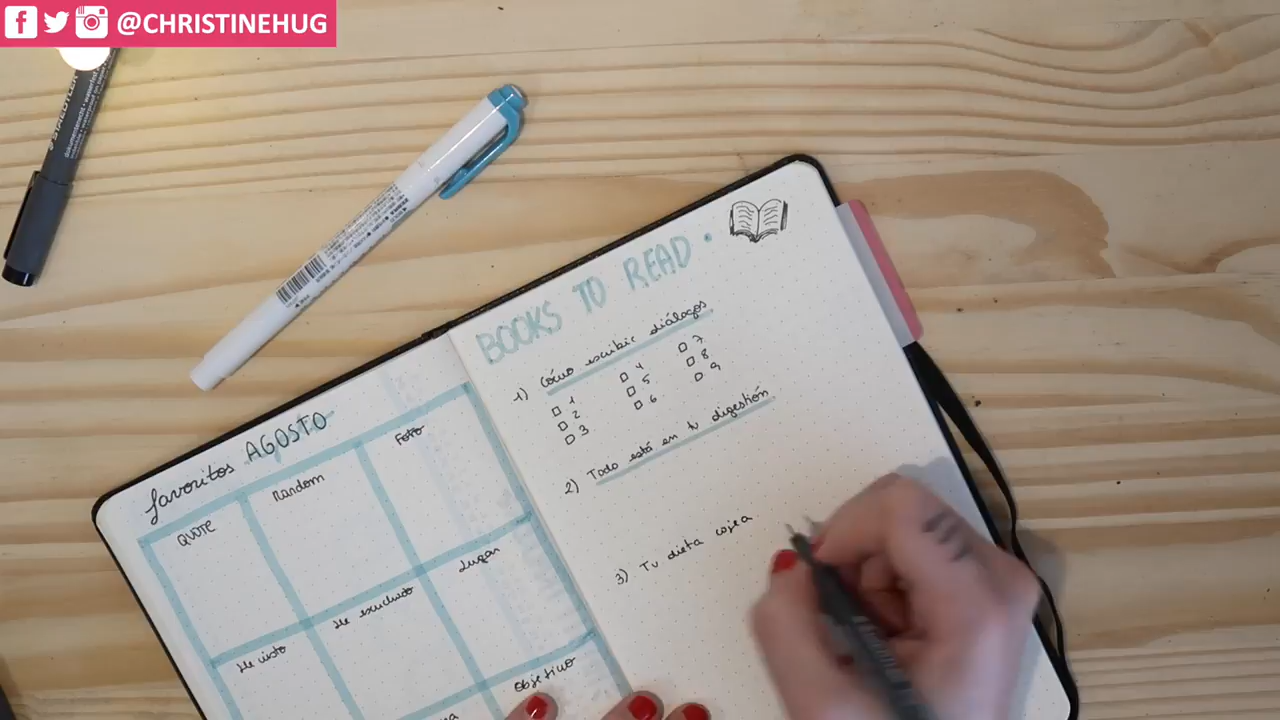 @CHRISTINEHUG
STAEDTLER
favoritos AGOSTO
QUOTE
Random
Foto
He visto
He escuchado
Lugar
Objetivo
BOOKS TO READ •
1) Cómo escribir diálogos
1 4 7
2 5 8
3 6 9
2) Todo está en tu digestión
3) Tu dieta cojea